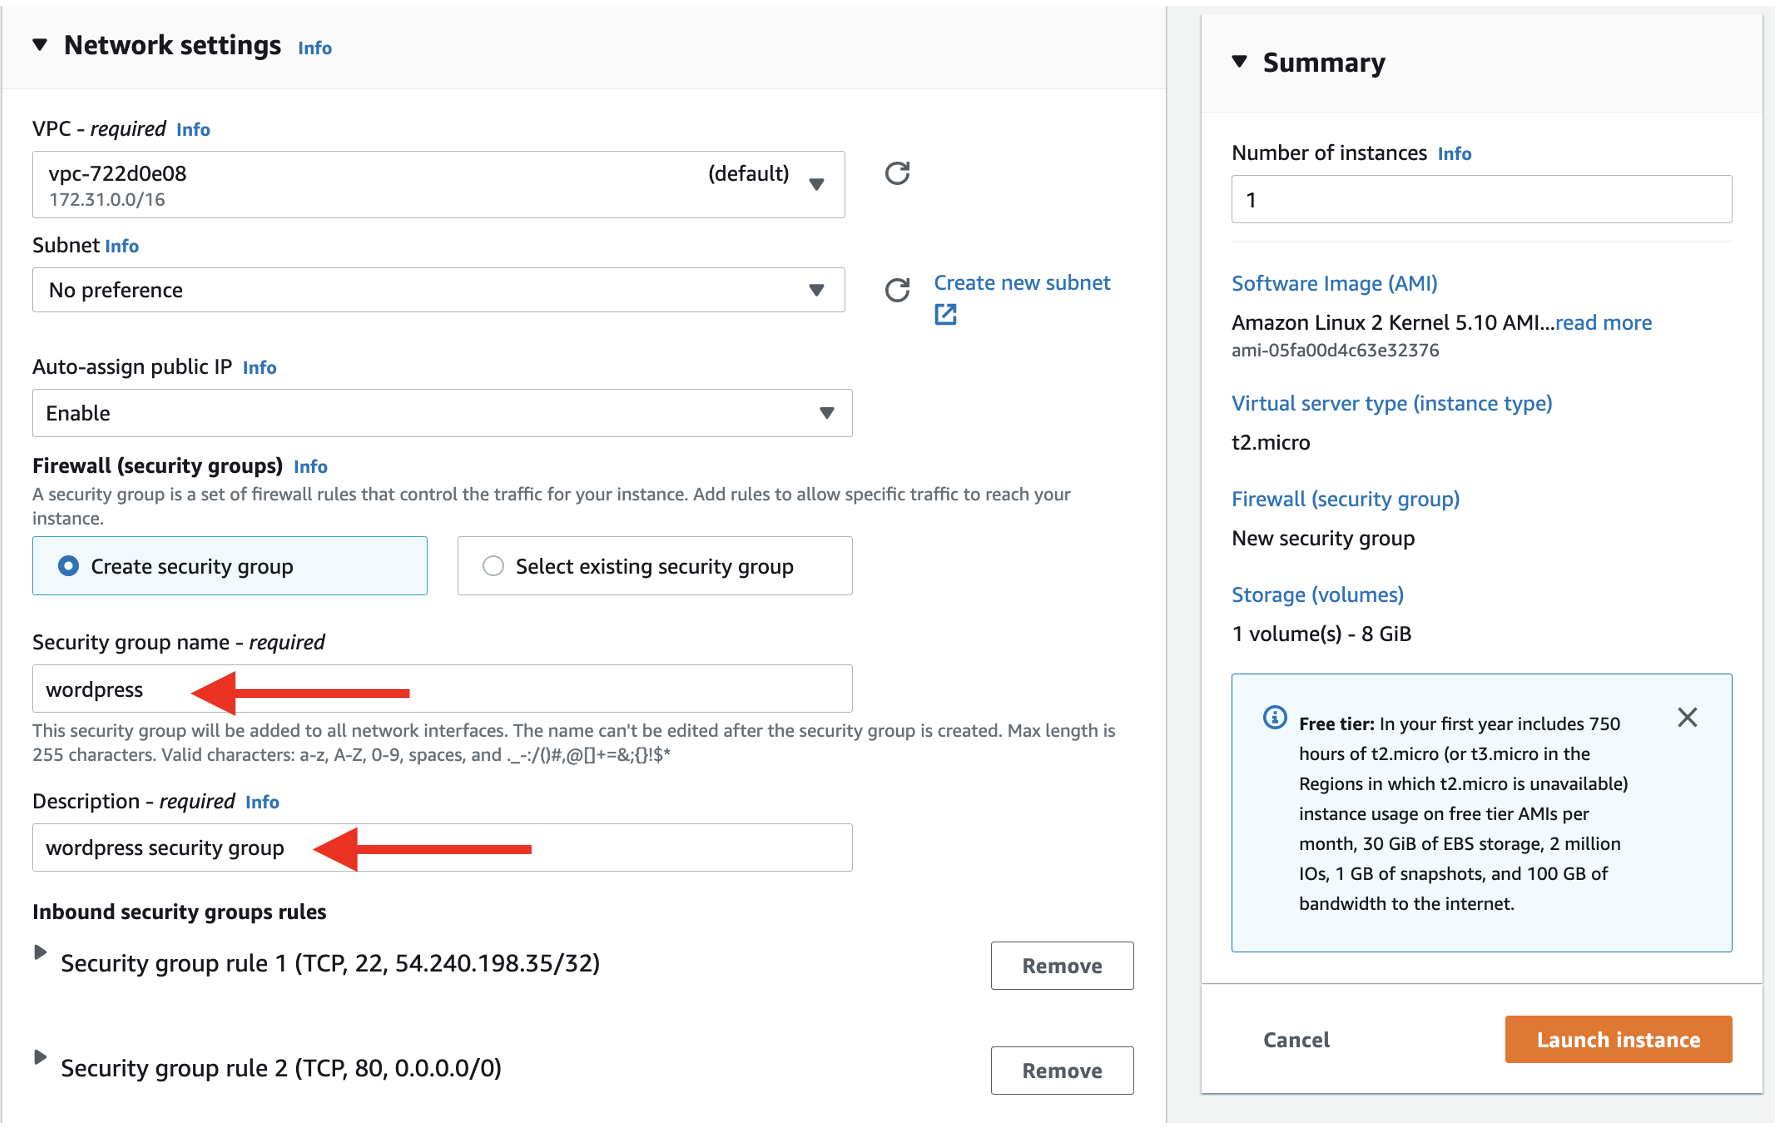 Network settings Info
VPC - required Info
vpc-722d0e08 (default)
172.31.0.0/16
Subnet Info
No preference
Create new subnet
Auto-assign public IP Info
Enable
Firewall (security groups) Info
A security group is a set of firewall rules that control the traffic for your instance. Add rules to allow specific traffic to reach your
instance.
Create security group
Select existing security group
Security group name - required
wordpress
This security group will be added to all network interfaces. The name can't be edited after the security group is created. Max length is
255 characters. Valid characters: a-z, A-Z, 0-9, spaces, and ._-:/()#,@[]+=&;{}!$*
Description - required Info
wordpress security group
Inbound security groups rules
Security group rule 1 (TCP, 22, 54.240.198.35/32)
Remove
Security group rule 2 (TCP, 80, 0.0.0.0/0)
Remove
Summary
Number of instances Info
1
Software Image (AMI)
Amazon Linux 2 Kernel 5.10 AMI...read more
ami-05fa00d4c63e32376
Virtual server type (instance type)
t2.micro
Firewall (security group)
New security group
Storage (volumes)
1 volume(s) - 8 GiB
Free tier: In your first year includes 750
hours of t2.micro (or t3.micro in the
Regions in which t2.micro is unavailable)
instance usage on free tier AMIs per
month, 30 GiB of EBS storage, 2 million
IOs, 1 GB of snapshots, and 100 GB of
bandwidth to the internet.
Cancel
Launch instance